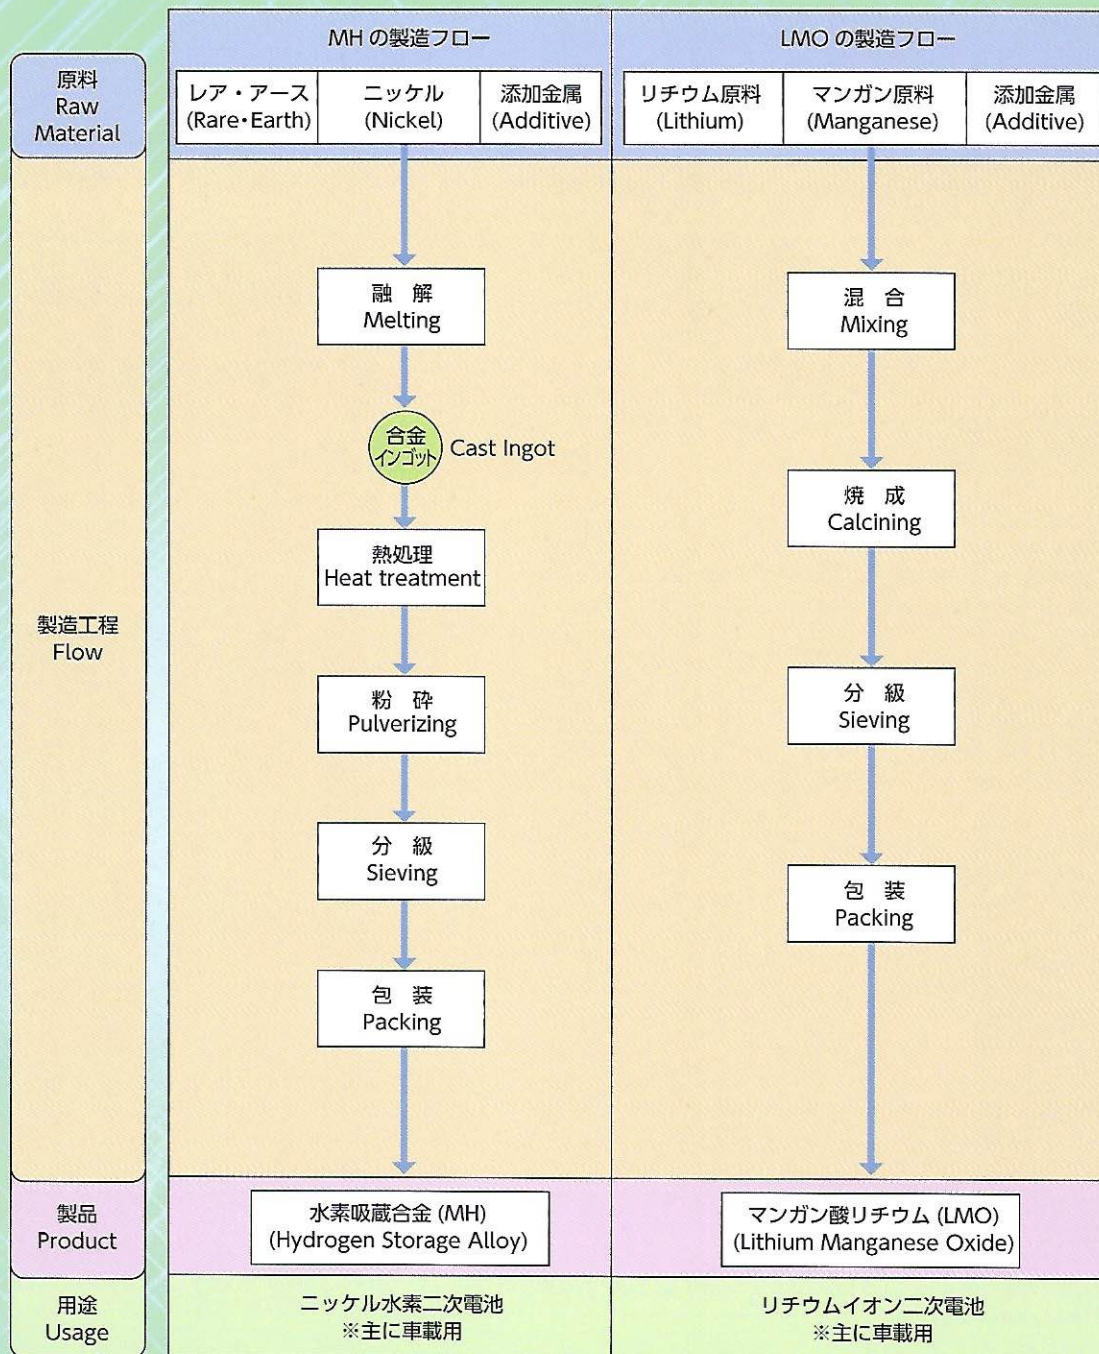 MH の製造フロー
LMO の製造フロー
原料
Raw
Material
レア・アース
(Rare・Earth)
ニッケル
(Nickel)
添加金属
(Additive)
リチウム原料
(Lithium)
マンガン原料
(Manganese)
添加金属
(Additive)
製造工程
Flow
融 解
Melting
合金
インゴット
Cast Ingot
熱処理
Heat treatment
粉 砕
Pulverizing
分 級
Sieving
包 装
Packing
混 合
Mixing
焼 成
Calcining
分 級
Sieving
包 装
Packing
製品
Product
水素吸蔵合金 (MH)
(Hydrogen Storage Alloy)
マンガン酸リチウム (LMO)
(Lithium Manganese Oxide)
用途
Usage
ニッケル水素二次電池
※主に車載用
リチウムイオン二次電池
※主に車載用